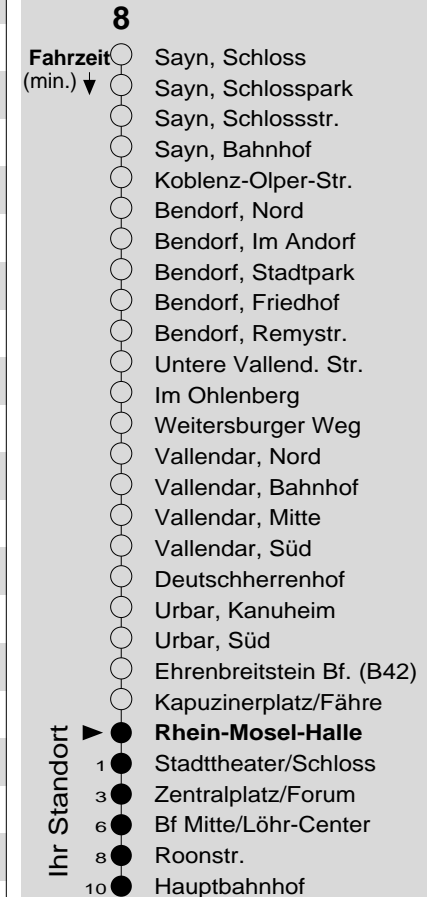 8
Fahrzeit
(min.)
Sayn, Schloss
Sayn, Schlosspark
Sayn, Schlossstr.
Sayn, Bahnhof
Koblenz-Olper-Str.
Bendorf, Nord
Bendorf, Im Andorf
Bendorf, Stadtpark
Bendorf, Friedhof
Bendorf, Remystr.
Untere Vallend. Str.
Im Ohlenberg
Weitersburger Weg
Vallendar, Nord
Vallendar, Bahnhof
Vallendar, Mitte
Vallendar, Süd
Deutschherrenhof
Urbar, Kanuheim
Urbar, Süd
Ehrenbreitstein Bf. (B42)
Kapuzinerplatz/Fähre
Ihr Standort
Rhein-Mosel-Halle
1 Stadttheater/Schloss
3 Zentralplatz/Forum
6 Bf Mitte/Löhr-Center
8 Roonstr.
10 Hauptbahnhof